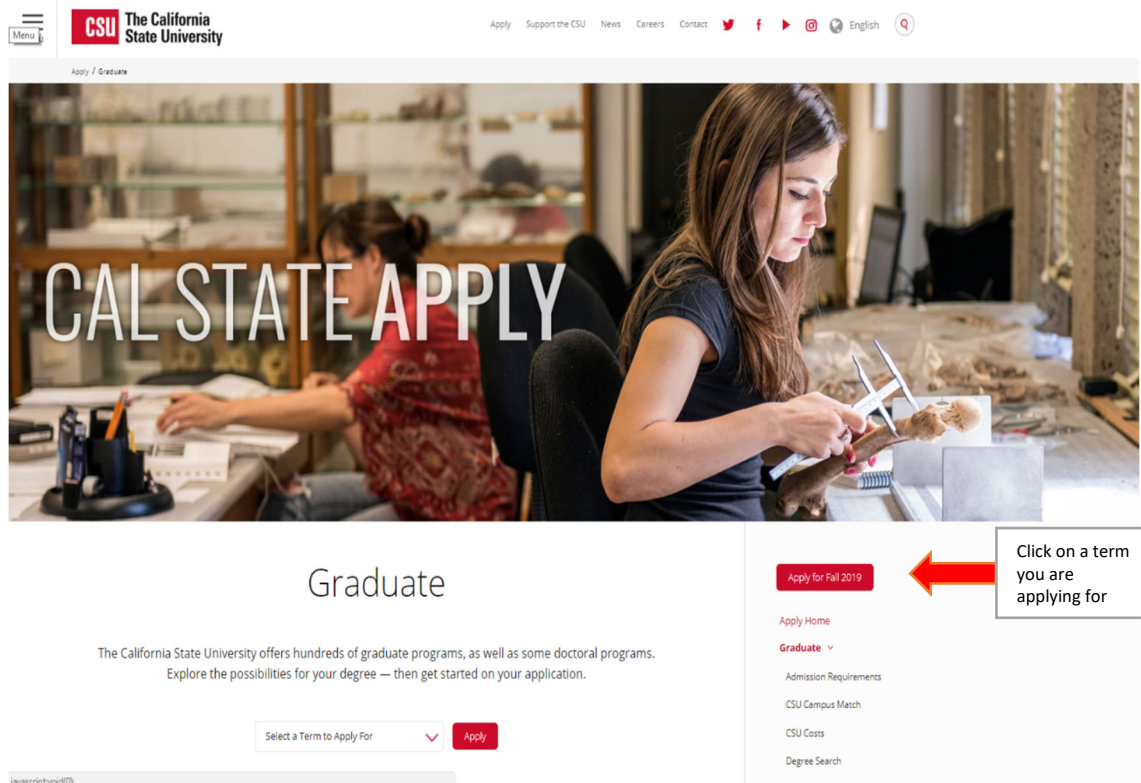 Menu
CSU The California
State University
Apply Support the CSU News Careers Contact English
Apply / Graduate
CAL STATE APPLY
Graduate
The California State University offers hundreds of graduate programs, as well as some doctoral programs.
Explore the possibilities for your degree — then get started on your application.
Select a Term to Apply For
Apply
Apply for Fall 2019
Click on a term
you are
applying for
Apply Home
Graduate
Admission Requirements
CSU Campus Match
CSU Costs
Degree Search